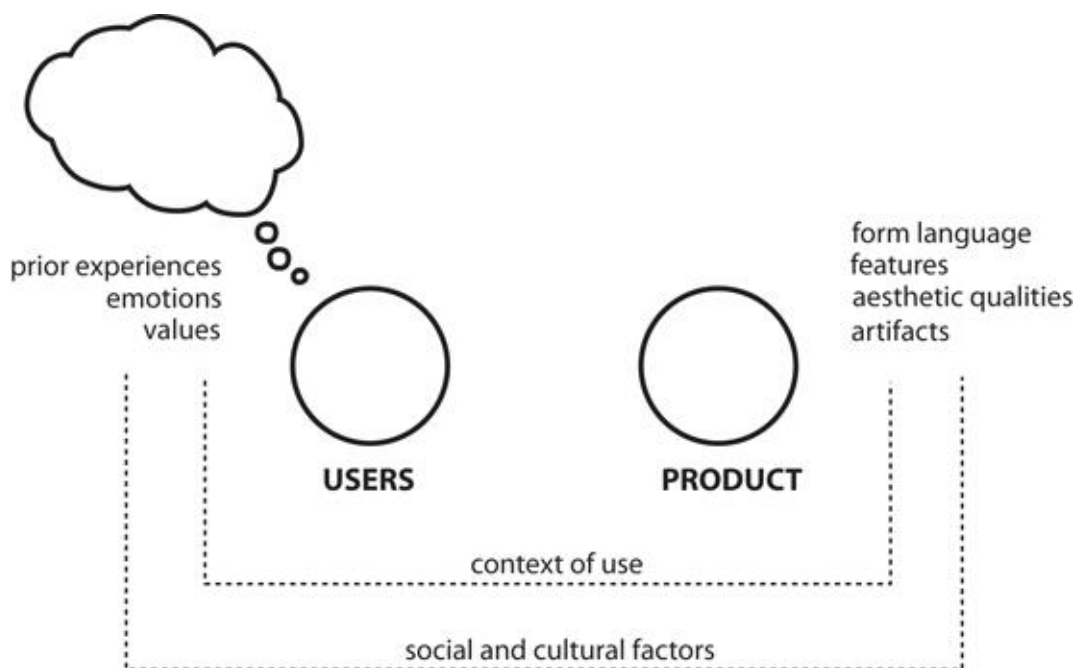 prior experiences
emotions
values
form language
features
aesthetic qualities
artifacts
USERS
PRODUCT
context of use
social and cultural factors